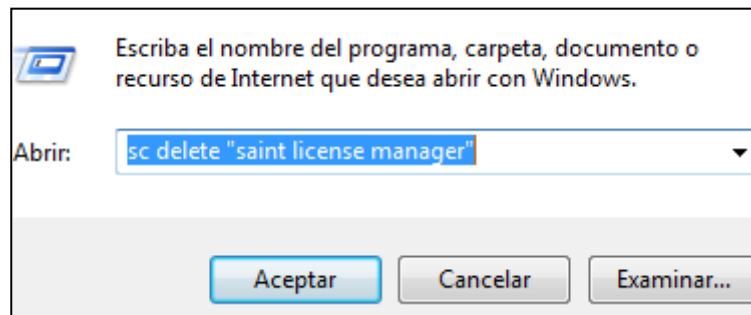 Escriba el nombre del programa, carpeta, documento o
recurso de Internet que desea abrir con Windows.
Abrir: sc delete "saint license manager"
Aceptar Cancelar Examinar...